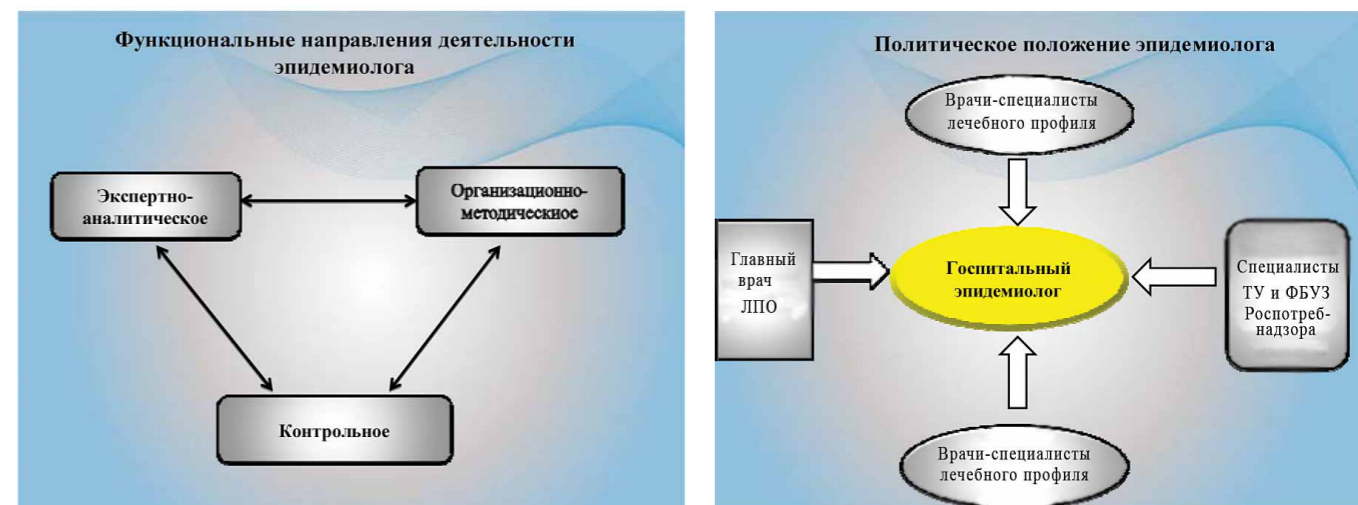 Функциональные направления деятельности
эпидемиолога
Экспертно-
аналитическое
Организационно-
методическиое
Контрольное
Политическое положение эпидемиолога
Врачи-специалисты
лечебного профиля
Главный
врач
ЛПО
Госпитальный
эпидемиолог
Специалисты
ТУ и ФБУЗ
Роспотреб-
надзора
Врачи-специалисты
лечебного профиля